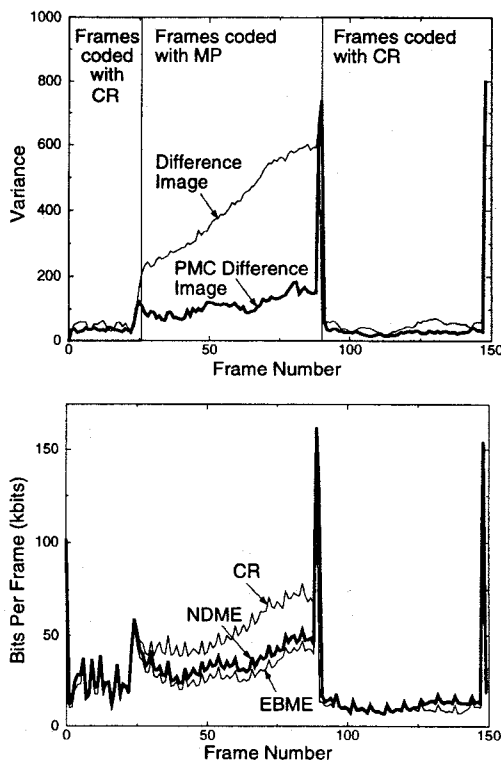 Frames coded with CR
Frames coded with MP
Frames coded with CR
1000
800
600
400
200
0
Variance
Difference Image
PMC Difference Image
0
50
100
150
Frame Number
150
100
50
0
Bits Per Frame (kbits)
CR
NDME
EBME
0
50
100
150
Frame Number